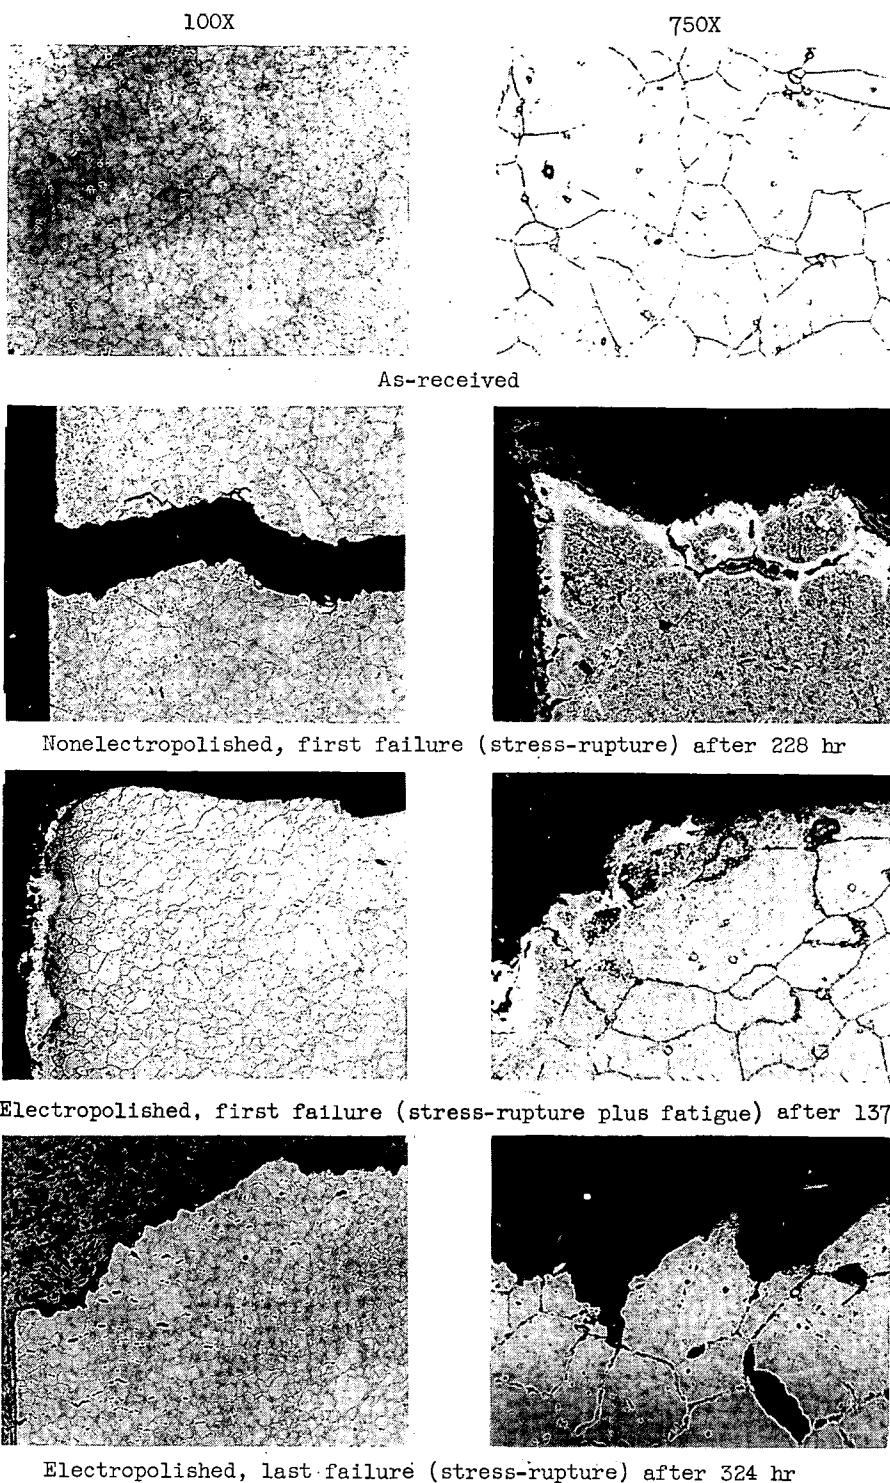 100X 750X
As-received
Nonelectropolished, first failure (stress-rupture) after 228 hr
Electropolished, first failure (stress-rupture plus fatigue) after 137
Electropolished, last failure (stress-rupture) after 324 hr